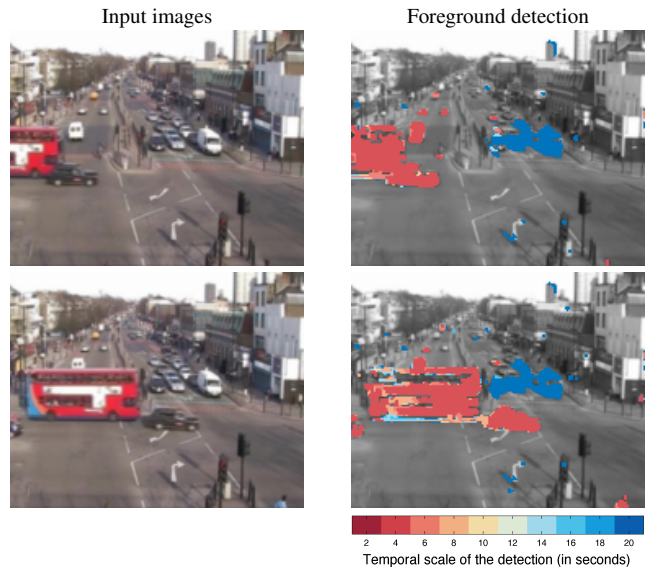 Input images
Foreground detection
2 4 6 8 10 12 14 16 18 20
Temporal scale of the detection (in seconds)